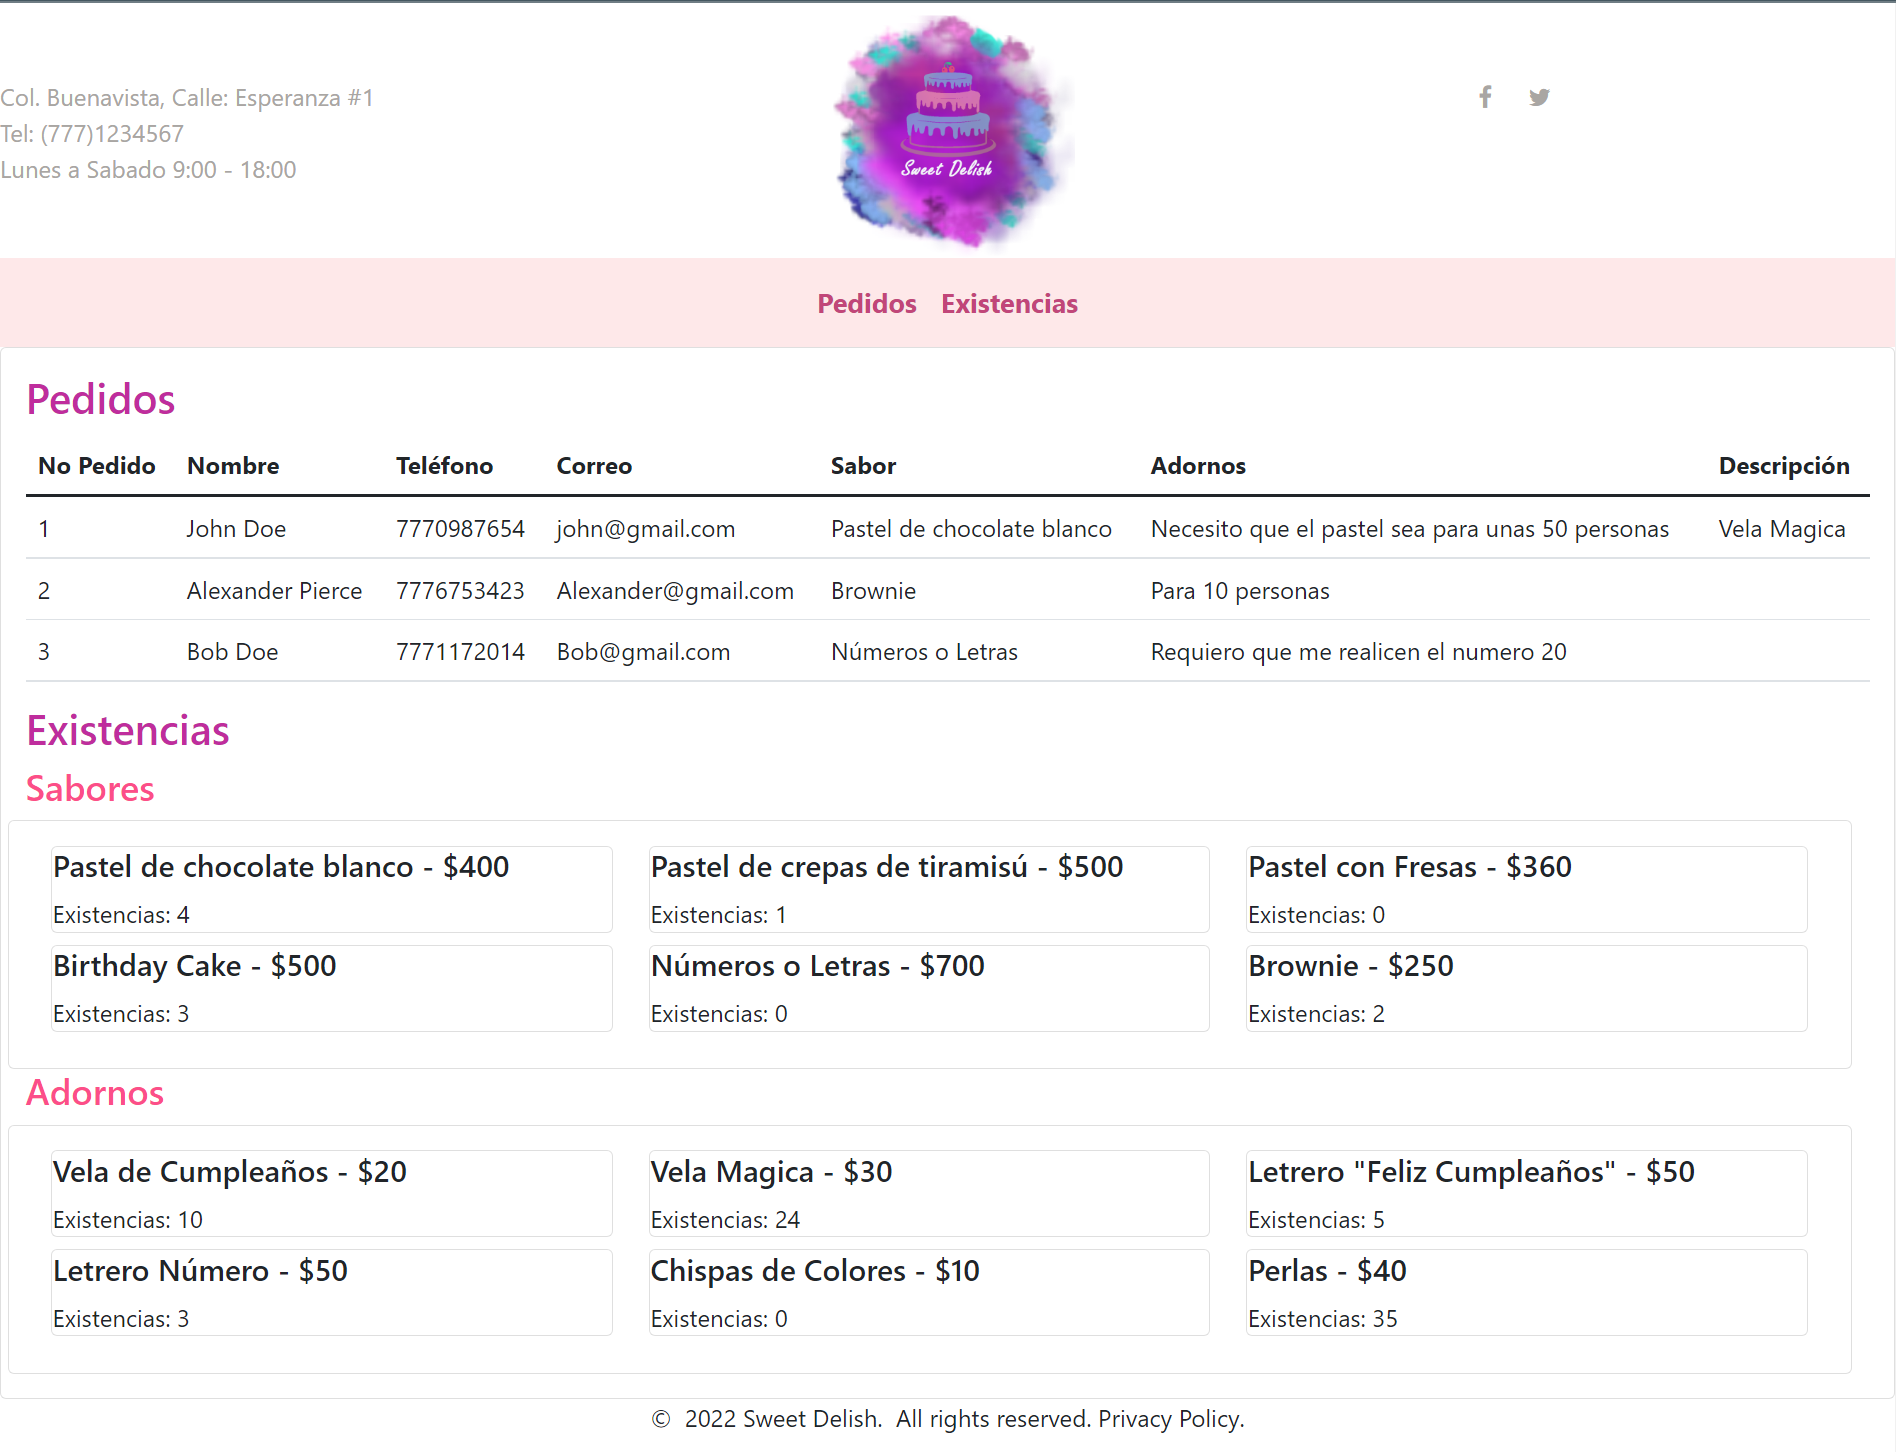 Col. Buenavista, Calle: Esperanza #1
Tel: (777)1234567
Lunes a Sabado 9:00 - 18:00
Sweet Delish
Pedidos Existencias
Pedidos
No Pedido Nombre Teléfono Correo Sabor Adornos Descripción
1 John Doe 7770987654 john@gmail.com Pastel de chocolate blanco Necesito que el pastel sea para unas 50 personas Vela Magica
2 Alexander Pierce 7776753423 Alexander@gmail.com Brownie Para 10 personas
3 Bob Doe 7771172014 Bob@gmail.com Números o Letras Requiero que me realicen el numero 20
Existencias
Sabores
Pastel de chocolate blanco - $400 Pastel de crepas de tiramisú - $500 Pastel con Fresas - $360
Existencias: 4 Existencias: 1 Existencias: 0
Birthday Cake - $500 Números o Letras - $700 Brownie - $250
Existencias: 3 Existencias: 0 Existencias: 2
Adornos
Vela de Cumpleaños - $20 Vela Magica - $30 Letrero "Feliz Cumpleaños" - $50
Existencias: 10 Existencias: 24 Existencias: 5
Letrero Número - $50 Chispas de Colores - $10 Perlas - $40
Existencias: 3 Existencias: 0 Existencias: 35
© 2022 Sweet Delish. All rights reserved. Privacy Policy.